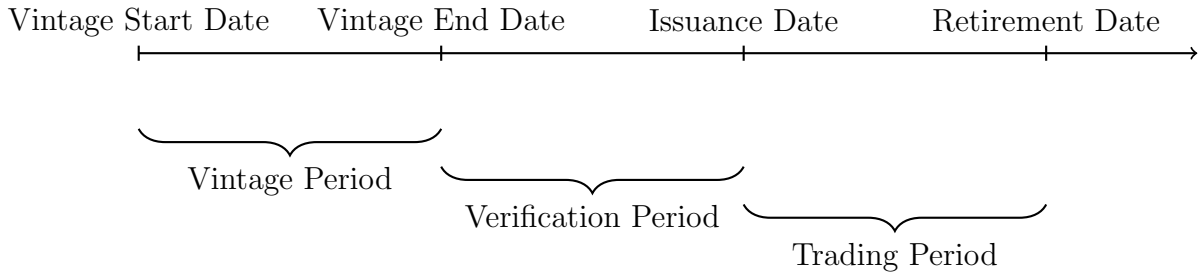 Vintage Start Date Vintage End Date Issuance Date Retirement Date
Vintage Period
Verification Period
Trading Period